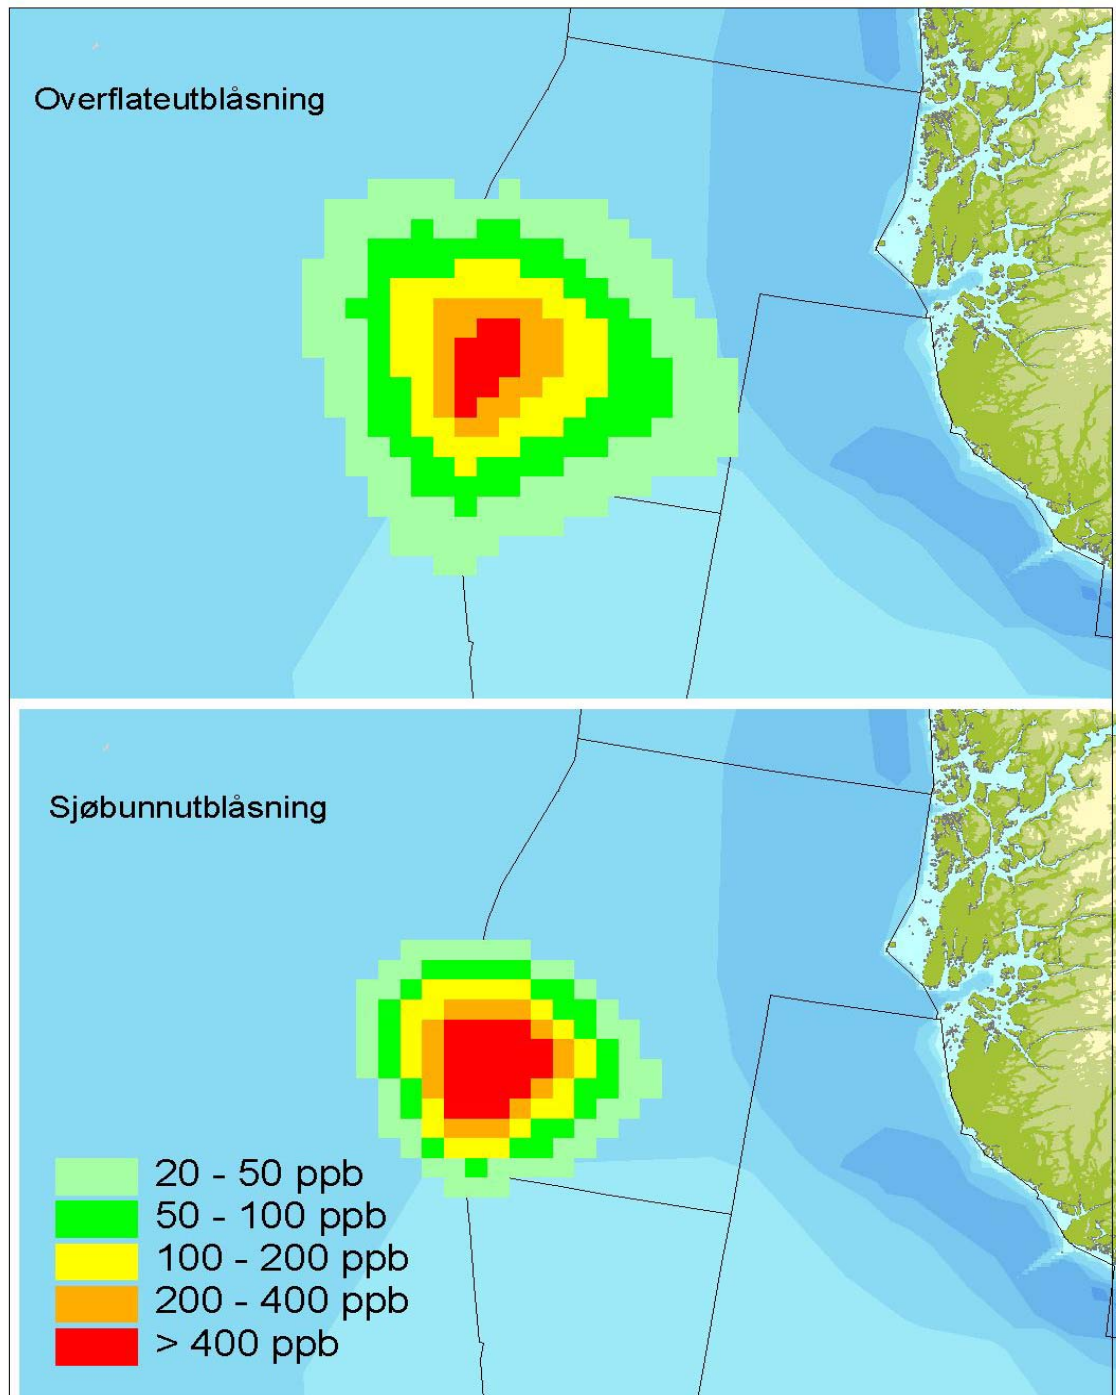 Overflateutblåsning
Sjøbunnutblåsning
20 - 50 ppb
50 - 100 ppb
100 - 200 ppb
200 - 400 ppb
> 400 ppb